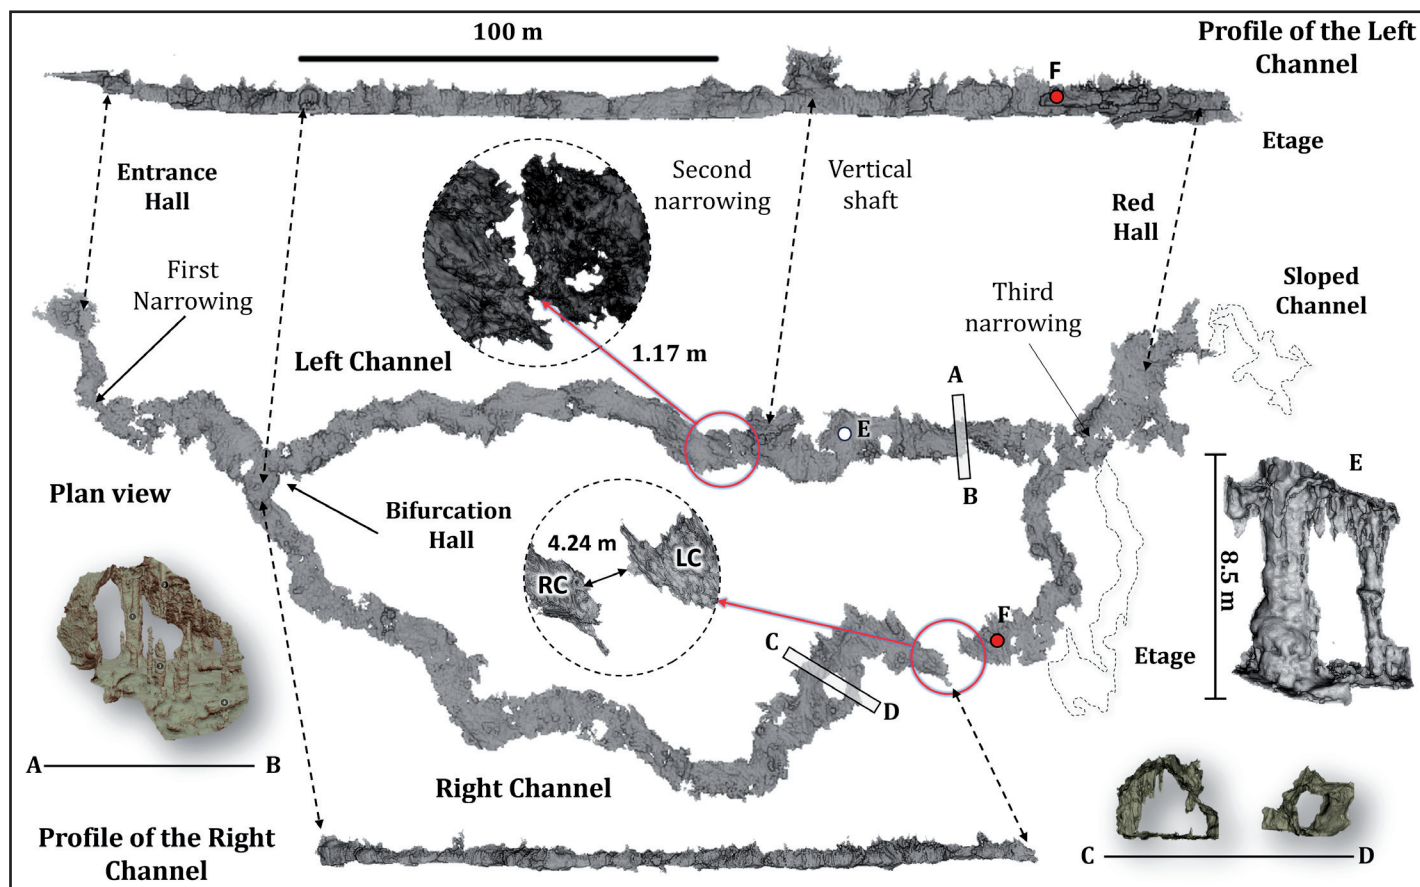 100 m
Profile of the Left
Channel
F
Etage
Entrance
Hall
Second
narrowing
Vertical
shaft
Red
Hall
First
Narrowing
Sloped
Channel
Third
narrowing
Left Channel
1.17 m
A
E
B
Plan view
Bifurcation
Hall
4.24 m
RC
LC
E
8.5 m
F
C
D
Etage
A
B
Right Channel
Profile of the Right
Channel
C
D